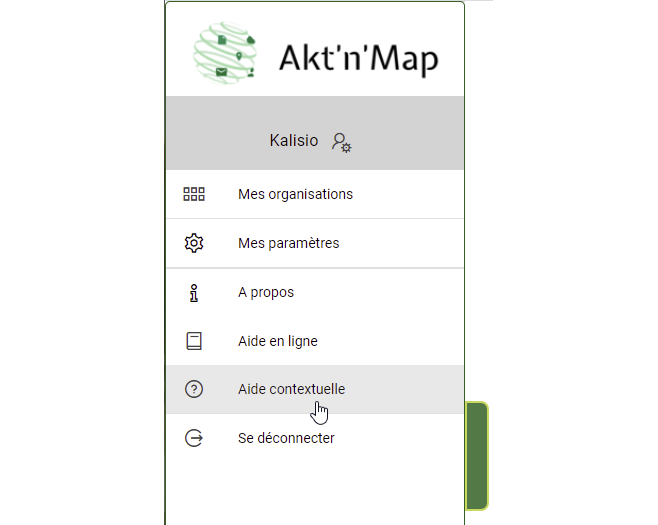 Akt'n'Map
Kalisio
Mes organisations
Mes paramètres
A propos
Aide en ligne
Aide contextuelle
Se déconnecter